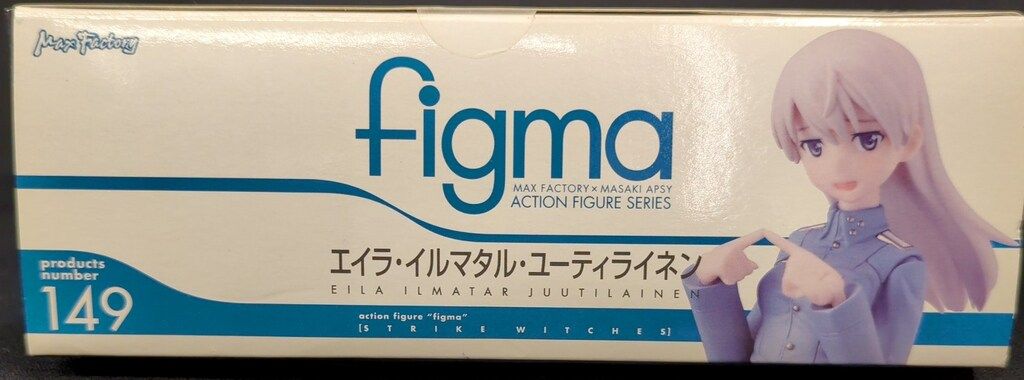 Max Factory
figma
MAX FACTORY × MASAKI APSY
ACTION FIGURE SERIES
エイラ・イルマタル・ユーティライネン
EILA ILMATAR JUUTILAINEN
products
number
149
action figure "figma"
[STRIKE WITCHES]